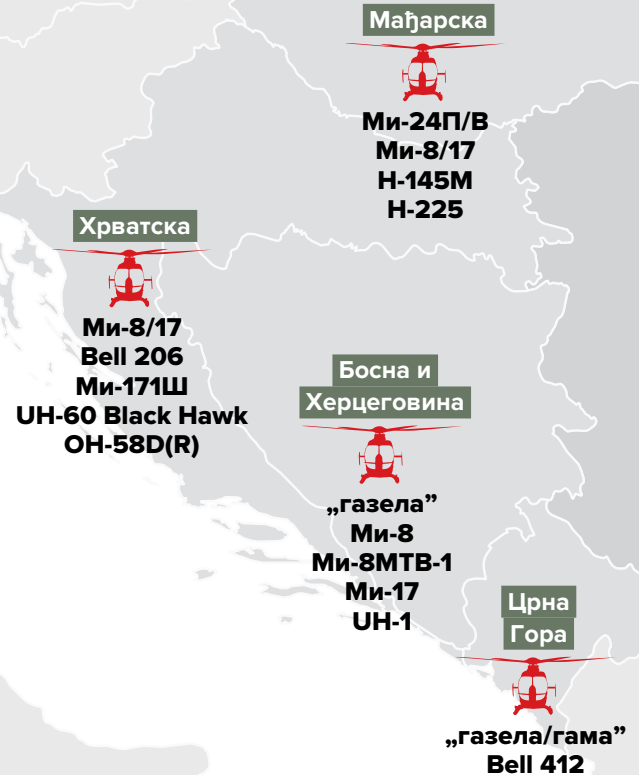 Мађарска
Ми-24П/В
Ми-8/17
H-145M
H-225
Хрватска
Ми-8/17
Bell 206
Ми-171Ш
UH-60 Black Hawk
OH-58D(R)
Босна и
Херцеговина
„газела”
Ми-8
Ми-8МТВ-1
Ми-17
UH-1
Црна
Гора
„газела/гама”
Bell 412